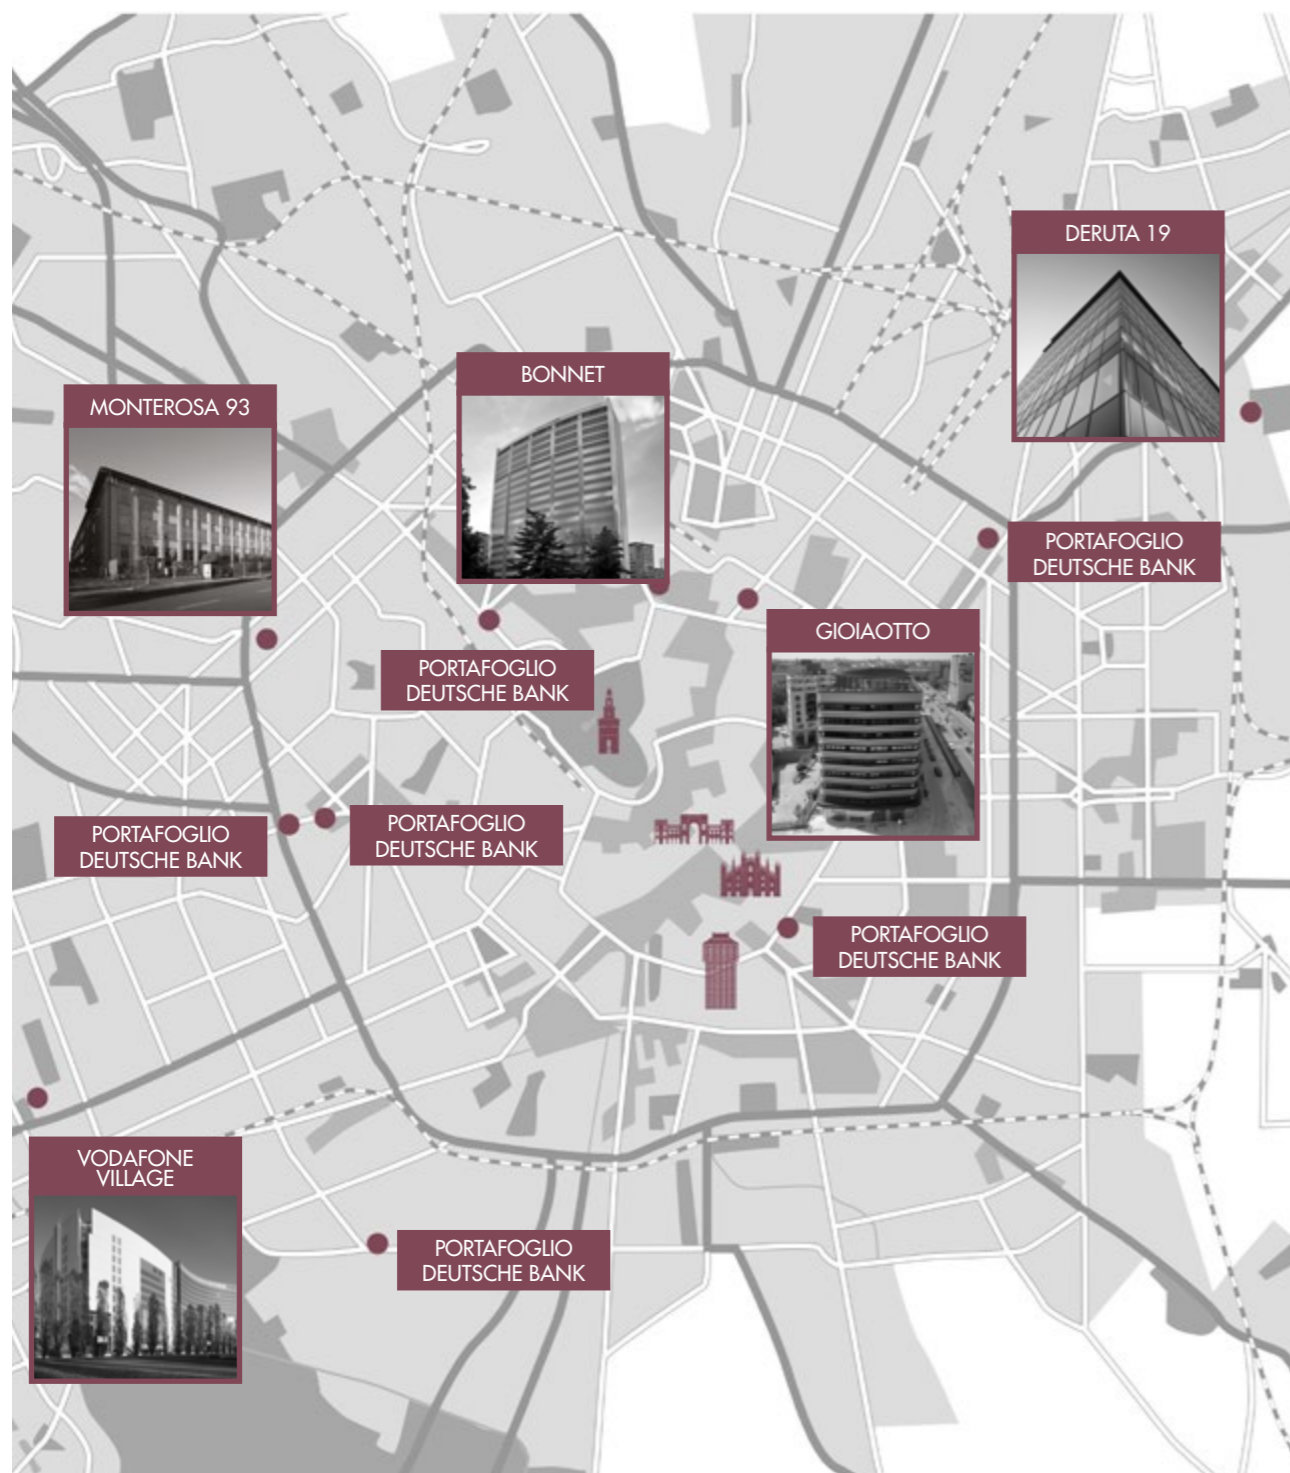 DERUTA 19
BONNET
MONTEROSA 93
PORTAFOGLIO
DEUTSCHE BANK
GIOIAOTTO
PORTAFOGLIO
DEUTSCHE BANK
PORTAFOGLIO
DEUTSCHE BANK
PORTAFOGLIO
DEUTSCHE BANK
PORTAFOGLIO
DEUTSCHE BANK
VODAFONE
VILLAGE
PORTAFOGLIO
DEUTSCHE BANK